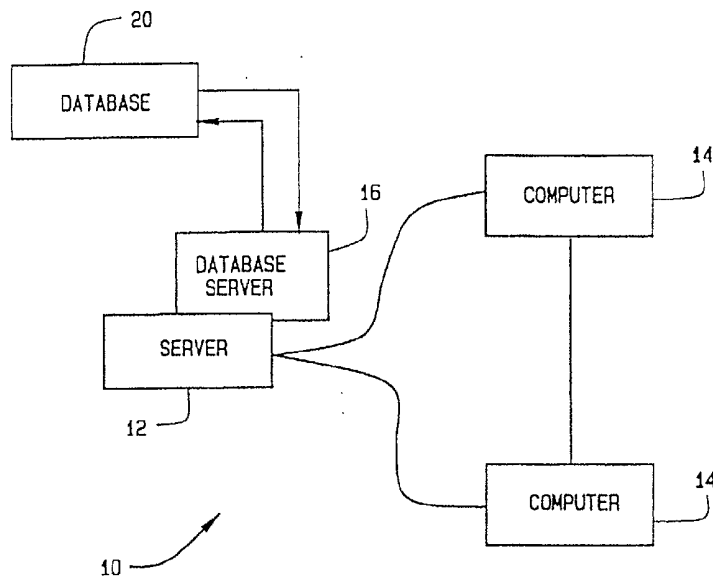 20
DATABASE
14
COMPUTER
16
DATABASE
SERVER
SERVER
12
14
COMPUTER
10